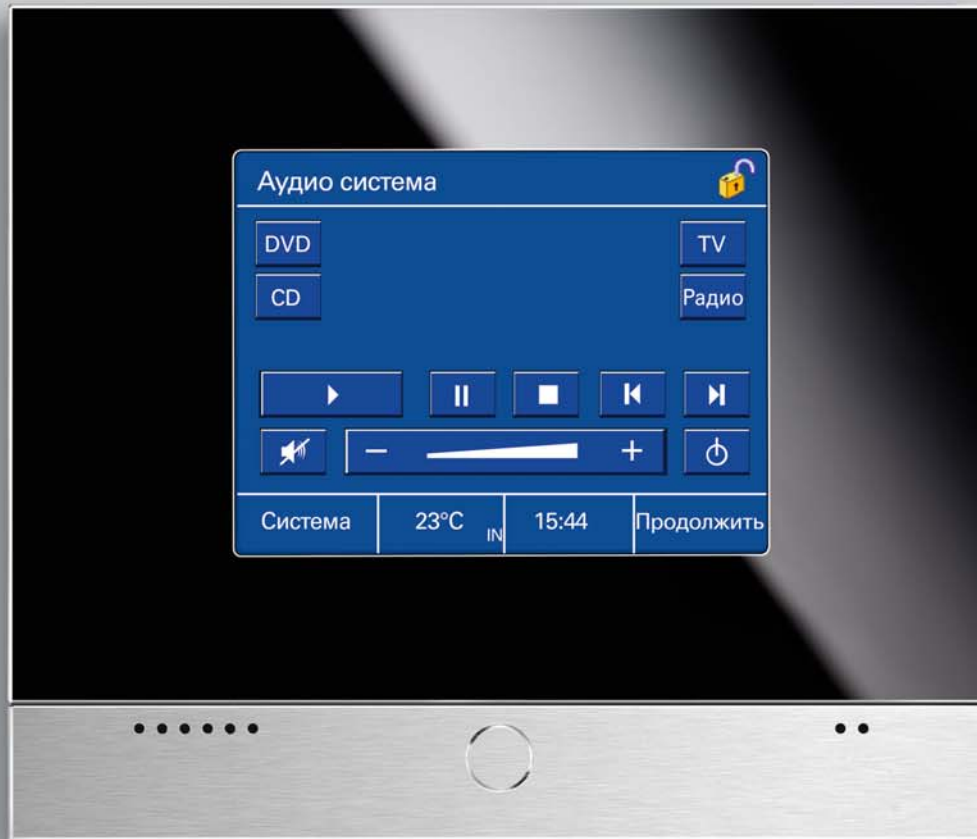 Аудио система
DVD
TV
CD
Радио
Система
23°C IN
15:44
Продолжить